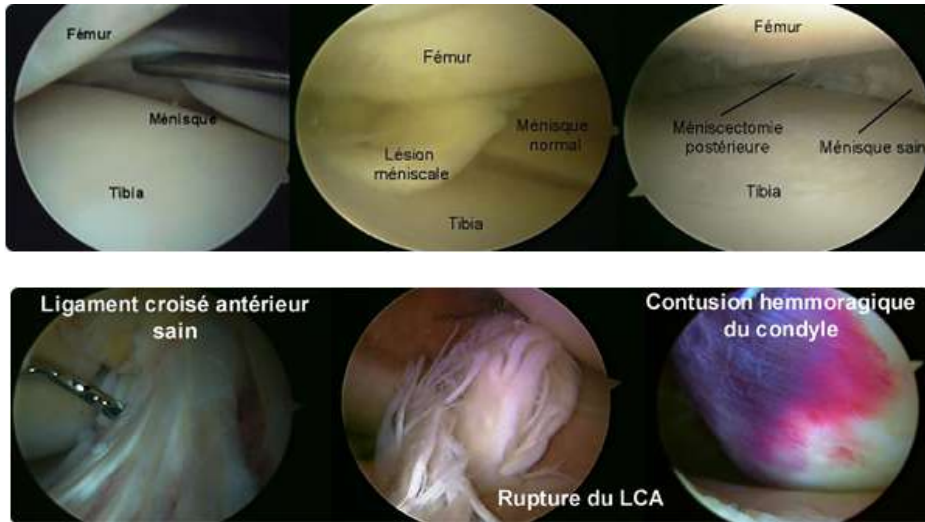 Fémur
Ménisque
Tibia
Fémur
Lésion
méniscale
Ménisque
normal
Tibia
Fémur
Méniscectomie
postérieure
Ménisque sain
Tibia
Ligament croisé antérieur
sain
Rupture du LCA
Contusion hemmoragique
du condyle